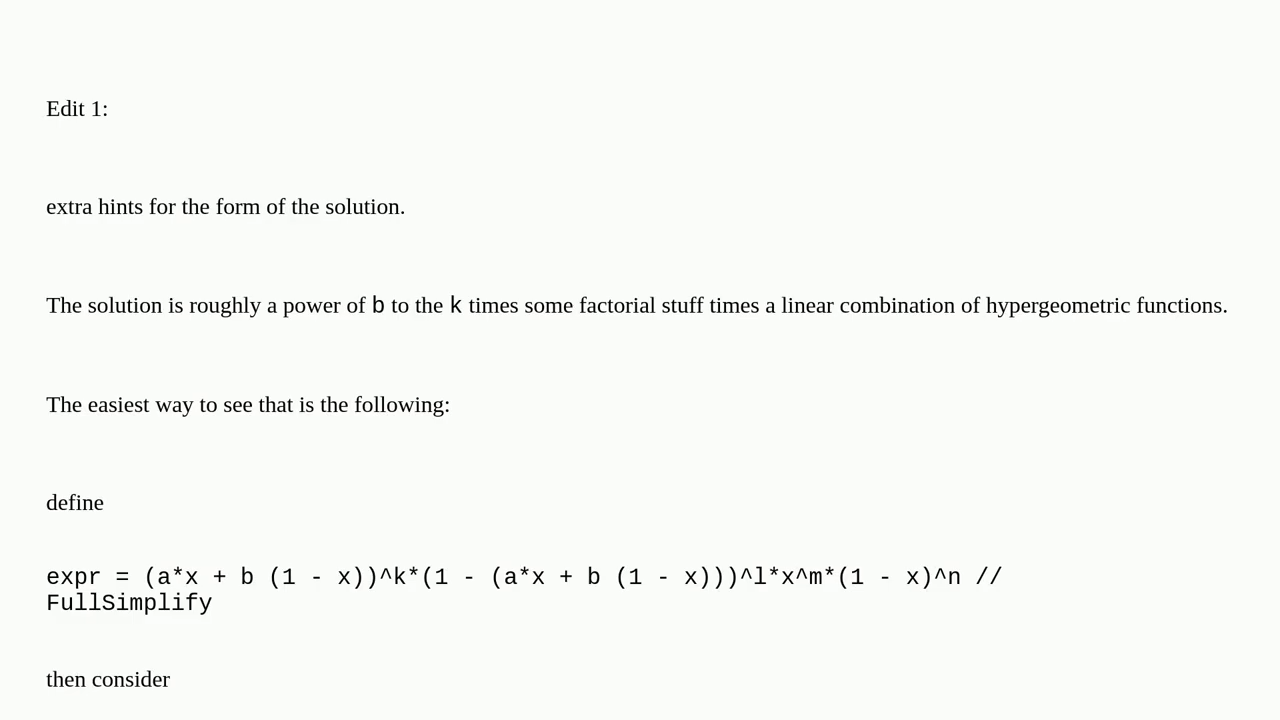 Edit 1:
extra hints for the form of the solution.
The solution is roughly a power of b to the k times some factorial stuff times a linear combination of hypergeometric functions.
The easiest way to see that is the following:
define
expr = (a*x + b (1 - x))^k*(1 - (a*x + b (1 - x)))^l*x^m*(1 - x)^n //
FullSimplify
then consider